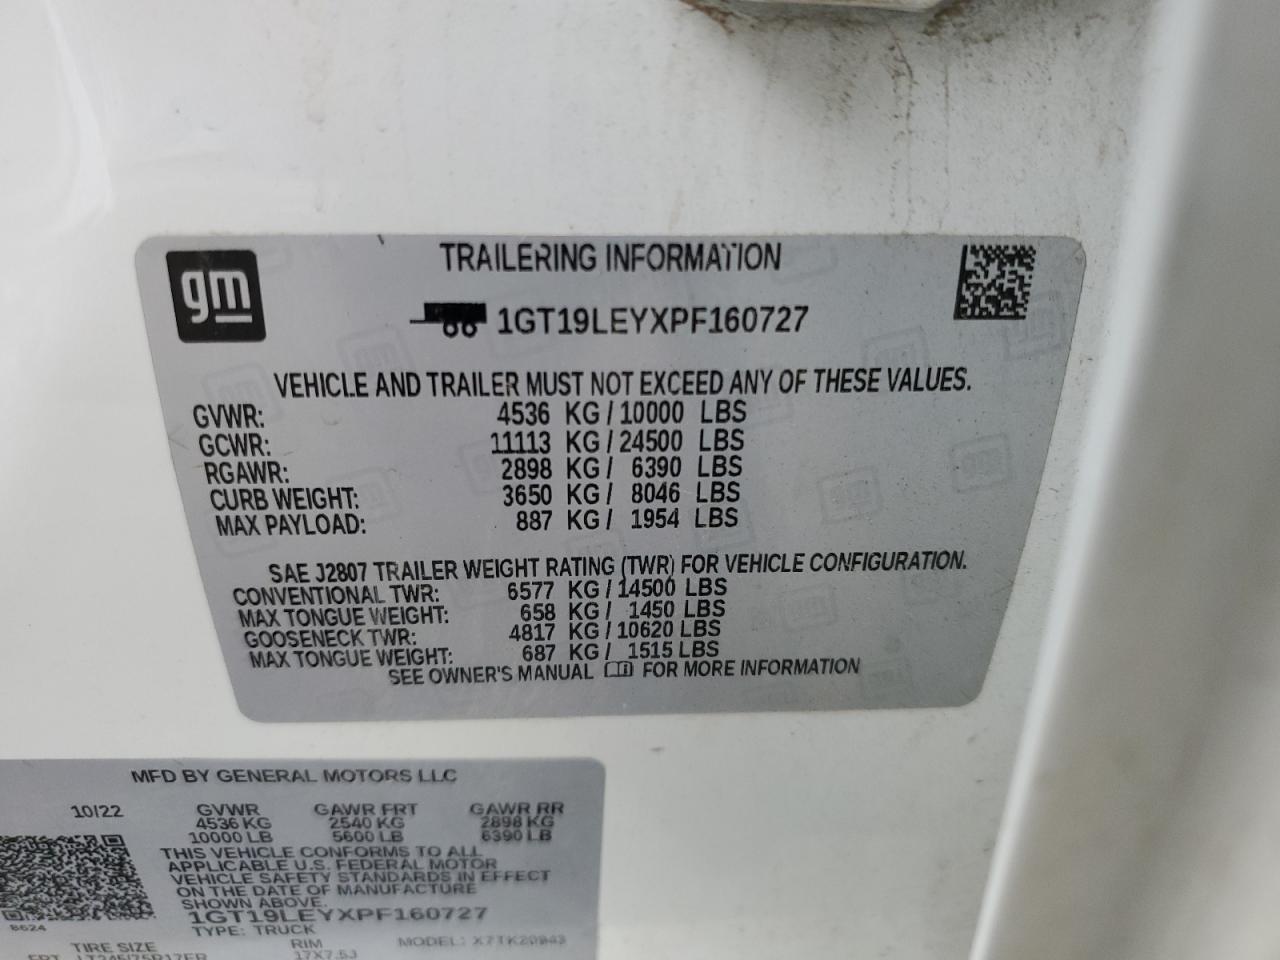 gm
TRAILERING INFORMATION
1GT19LEYXPF160727
VEHICLE AND TRAILER MUST NOT EXCEED ANY OF THESE VALUES.
GVWR: 4536 KG / 10000 LBS
GCWR: 11113 KG / 24500 LBS
RGAWR: 2898 KG / 6390 LBS
CURB WEIGHT: 3650 KG / 8046 LBS
MAX PAYLOAD: 887 KG / 1954 LBS
SAE J2807 TRAILER WEIGHT RATING (TWR) FOR VEHICLE CONFIGURATION.
CONVENTIONAL TWR: 6577 KG / 14500 LBS
MAX TONGUE WEIGHT: 658 KG / 1450 LBS
GOOSENECK TWR: 4817 KG / 10620 LBS
MAX TONGUE WEIGHT: 687 KG / 1515 LBS
SEE OWNER'S MANUAL FOR MORE INFORMATION
MFD BY GENERAL MOTORS LLC
10/22 GVWR GAWR FRT GAWR RR
4536 KG 2540 KG 2898 KG
10000 LB 5600 LB 6390 LB
THIS VEHICLE CONFORMS TO ALL
APPLICABLE U.S. FEDERAL MOTOR
VEHICLE SAFETY STANDARDS IN EFFECT
ON THE DATE OF MANUFACTURE
SHOWN ABOVE.
1GT19LEYXPF160727
8624 TYPE: TRUCK
TIRE SIZE RIM MODEL: X7TK20943
FRT LT245/75R17ER 17X7.5J